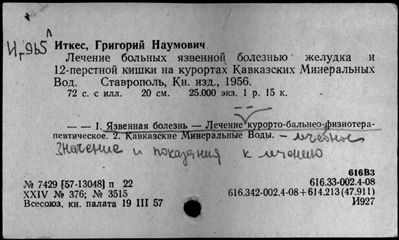 И,965 л
Иткес, Григорий Наумович
Лечение больных язвенной болезнью желудка и
12-перстной кишки на курортах Кавказских Минеральных
Вод. Ставрополь, Кн. изд., 1956.
72 с. с илл. 20 см. 25.000 экз. 1 р. 15 к.
— — 1. Язвенная болезнь — Лечение курорто-бальнео-физиотера-
певтическое. 2. Кавказские Минеральные Воды. — лечебное
значение и показания к лечению
616В3
№ 7429 [57-13048] п 22 616.33-002.4-08
XXIV № 376; № 3515 616.342-002.4-08+614.213(47.911)
Всесоюз. кн. палата 19 III 57 И927